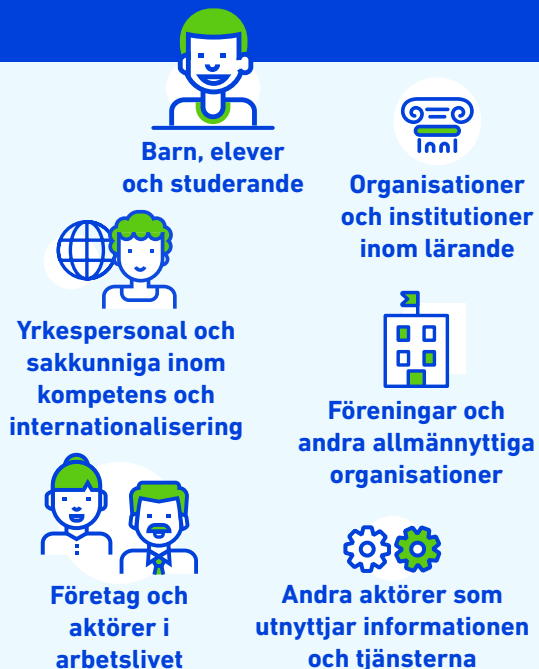 Barn, elever
och studerande
Organisationer
och institutioner
inom lärande
Yrkespersonal och
sakkunniga inom
kompetens och
internationalisering
Föreningar och
andra allmännyttiga
organisationer
Företag och
aktörer i
arbetslivet
Andra aktörer som
utnyttjar informationen
och tjänsterna